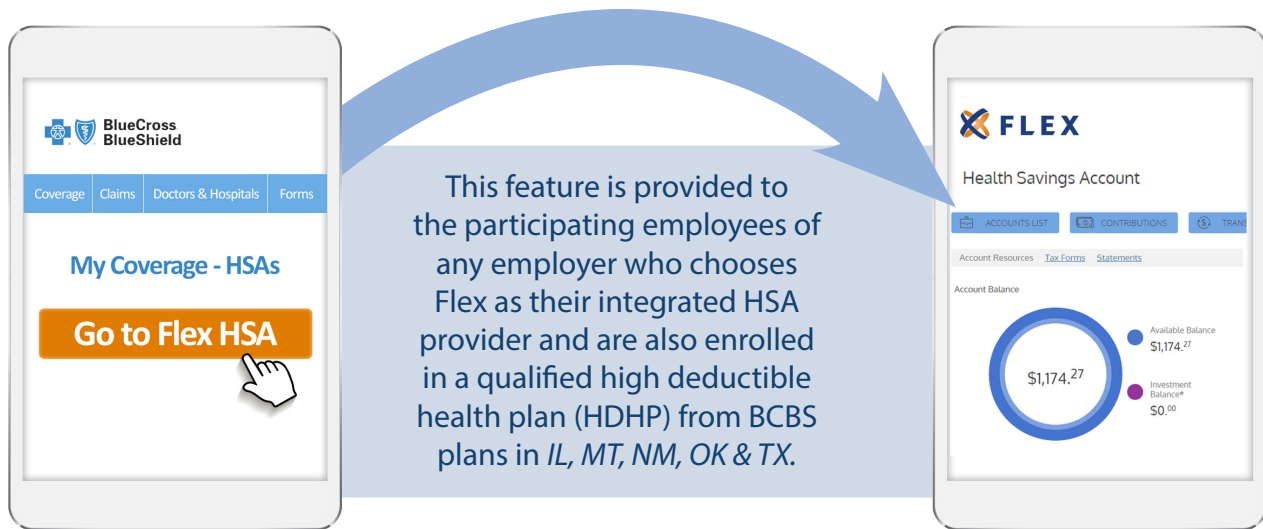 BlueCross
BlueShield
Coverage Claims Doctors & Hospitals Forms
My Coverage - HSAs
Go to Flex HSA
This feature is provided to
the participating employees of
any employer who chooses
Flex as their integrated HSA
provider and are also enrolled
in a qualified high deductible
health plan (HDHP) from BCBS
plans in IL, MT, NM, OK & TX.
FLEX
Health Savings Account
ACCOUNTS LIST CONTRIBUTIONS TRANS
Account Resources Tax Forms Statements
Account Balance
$1,174.27
Available Balance
$1,174.27
Investment
Balance*
$0.00